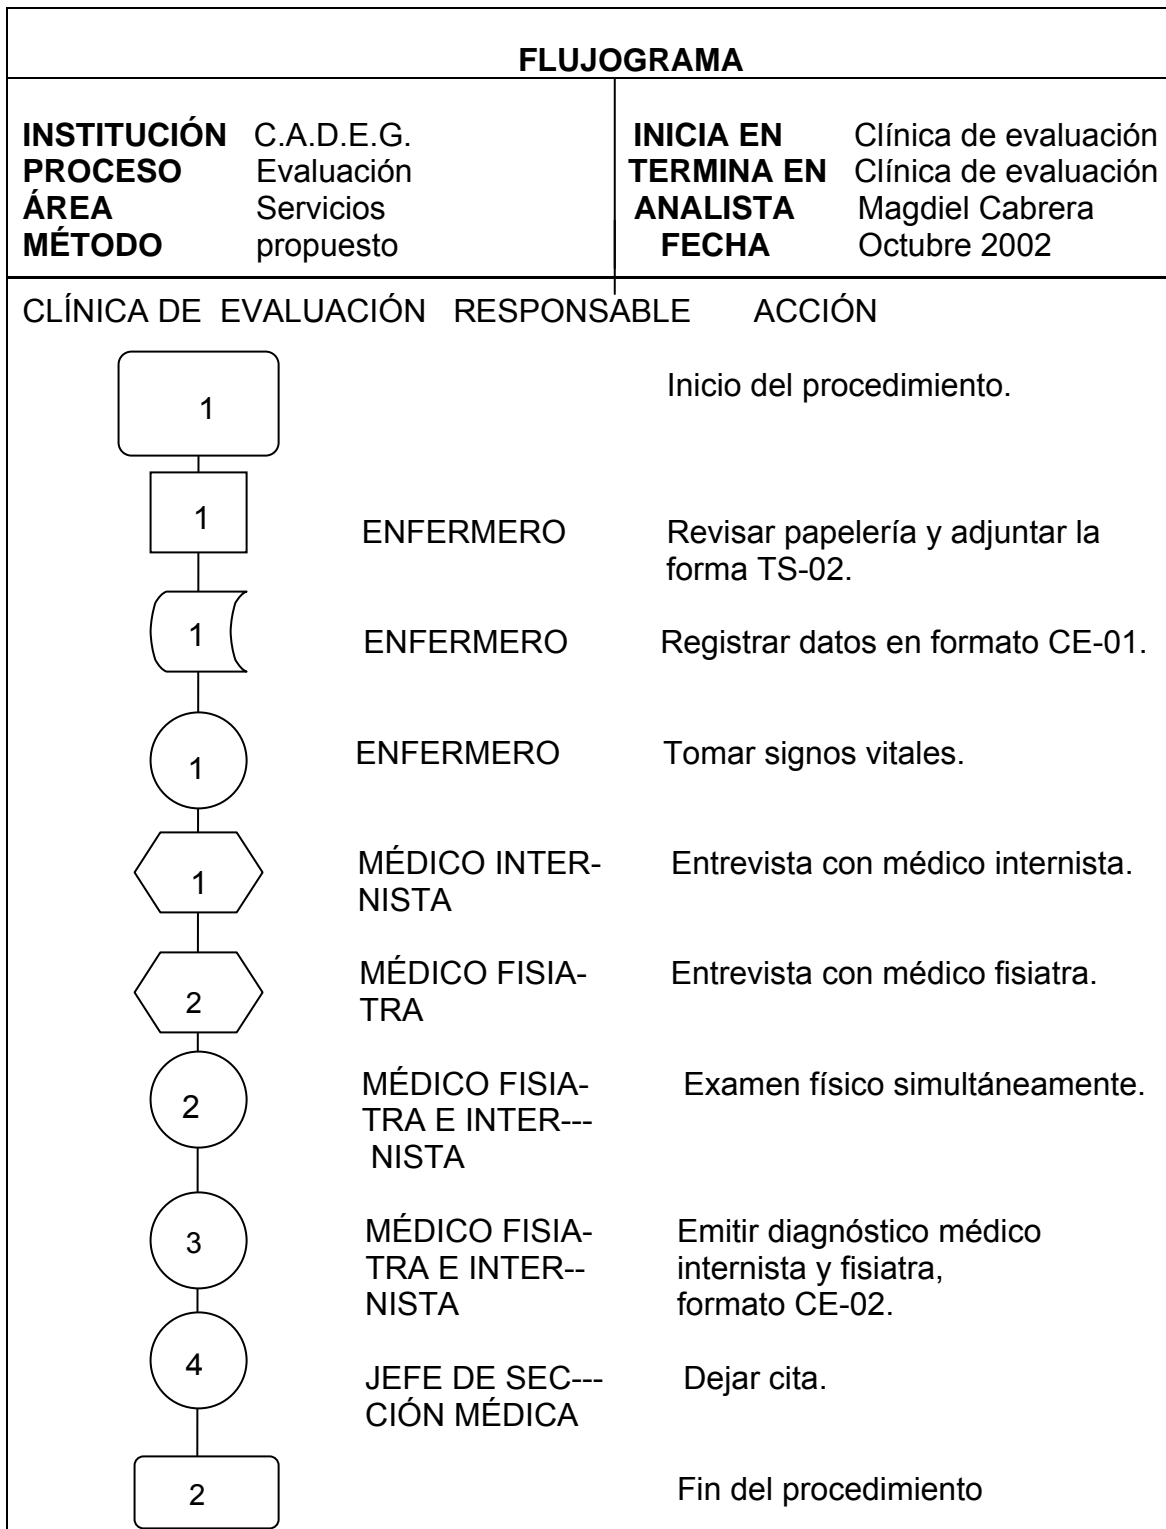 FLUJOGRAMA
INSTITUCIÓN C.A.D.E.G. INICIA EN Clínica de evaluación
PROCESO Evaluación TERMINA EN Clínica de evaluación
ÁREA Servicios ANALISTA Magdiel Cabrera
MÉTODO propuesto FECHA Octubre 2002
CLÍNICA DE EVALUACIÓN RESPONSABLE ACCIÓN
1 Inicio del procedimiento.
1 ENFERMERO Revisar papelería y adjuntar la
forma TS-02.
1 ENFERMERO Registrar datos en formato CE-01.
1 ENFERMERO Tomar signos vitales.
1 MÉDICO INTER- Entrevista con médico internista.
NISTA
2 MÉDICO FISIA- Entrevista con médico fisiatra.
TRA
2 MÉDICO FISIA- Examen físico simultáneamente.
TRA E INTER---
NISTA
3 MÉDICO FISIA- Emitir diagnóstico médico
TRA E INTER-- internista y fisiatra,
NISTA formato CE-02.
4 JEFE DE SEC--- Dejar cita.
CIÓN MÉDICA
2 Fin del procedimiento